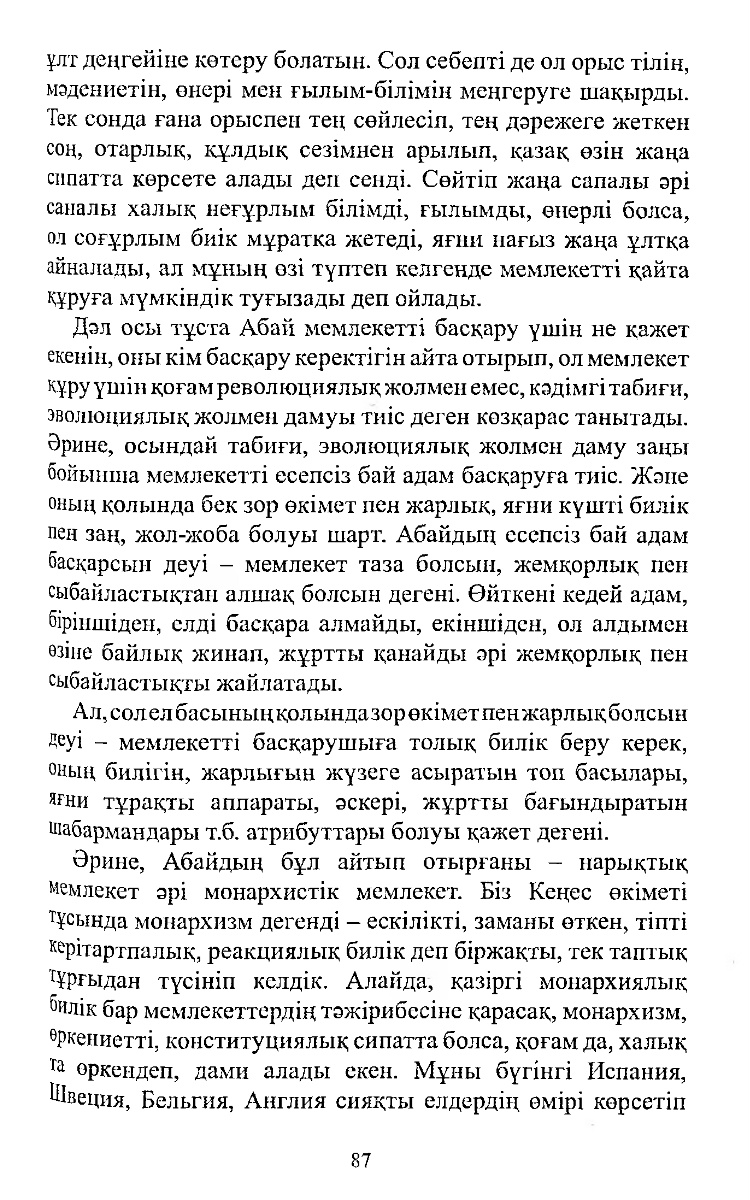 ұлт деңгейіне көтеру болатын. Сол себепті де ол орыс тілін,
мәдениетін, өнері мен ғылым-білімін меңгеруге шақырды.
Тек сонда ғана орыспен тең сөйлесіп, тең дәрежеге жеткен
соң, отарлық, құлдық сезімнен арылып, қазақ өзін жаңа
сипатта көрсете алады деп сенді. Сөйтіп жаңа сапалы әрі
саналы халық неғұрлым білімді, ғылымды, өнерлі болса,
ол соғұрлым биік мұратка жетеді, яғни нағыз жаңа ұлтқа
айналады, ал мұның өзі түптеп келгенде мемлекетті қайта
құруға мүмкіндік туғызады деп ойлады.
Дәл осы тұста Абай мемлекетті басқару үшін не қажет
екенін, оны кім басқару керектігін айта отырып, ол мемлекет
құру үшін қоғам революциялық жолмен емес, кәдімгі табиғи,
эволюциялық жолмен дамуы тиіс деген көзқарас танытады.
Әрине, осындай табиғи, эволюциялық жолмен даму заңы
бойынша мемлекетті есепсіз бай адам басқаруға тиіс. Және
оның қолында бек зор өкімет пен жарлық, яғни күшті билік
пен заң, жол-жоба болуы шарт. Абайдың есепсіз бай адам
басқарсын деуі – мемлекет таза болсын, жемқорлық пен
сыбайластықтан алшақ болсын дегені. Өйткені кедей адам,
біріншіден, елді басқара алмайды, екіншіден, ол алдымен
өзіне байлық жинап, жұртты қанайды әрі жемқорлық пен
сыбайластықты жайлатады.
Ал, сол ел басының қолында зор өкімет пен жарлық болсын
деуі – мемлекетті басқарушыға толық билік беру керек,
оның билігін, жарлығын жүзеге асыратын топ басылары,
яғни тұрақты аппараты, әскері, жұртты бағындыратын
шабармандары т.б. атрибуттары болуы қажет дегені.
Әрине, Абайдың бұл айтып отырғаны – нарықтық
мемлекет әрі монархистік мемлекет. Біз Кеңес өкіметі
тұсында монархизм дегенді – ескілікті, заманы өткен, тіпті
керітартпалық, реакциялық билік деп біржақты, тек таптық
тұрғыдан түсініп келдік. Алайда, қазіргі монархиялық
билік бар мемлекеттердің тәжірибесіне қарасақ, монархизм,
өркениетті, конституциялық сипатта болса, қоғам да, халық
та өркендеп, дами алады екен. Мұны бүгінгі Испания,
Швеция, Бельгия, Англия сияқты елдердің өмірі көрсетіп
87